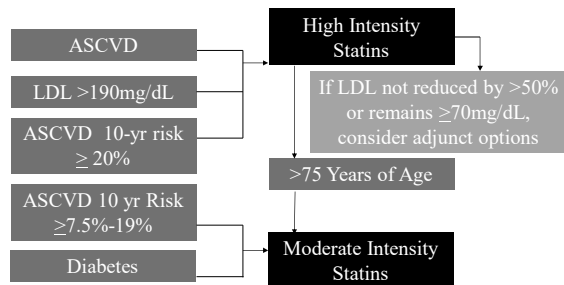 ASCVD
LDL >190mg/dL
ASCVD 10-yr risk
≥ 20%
ASCVD 10 yr Risk
≥7.5%-19%
Diabetes
High Intensity
Statins
If LDL not reduced by >50%
or remains ≥70mg/dL,
consider adjunct options
>75 Years of Age
Moderate Intensity
Statins